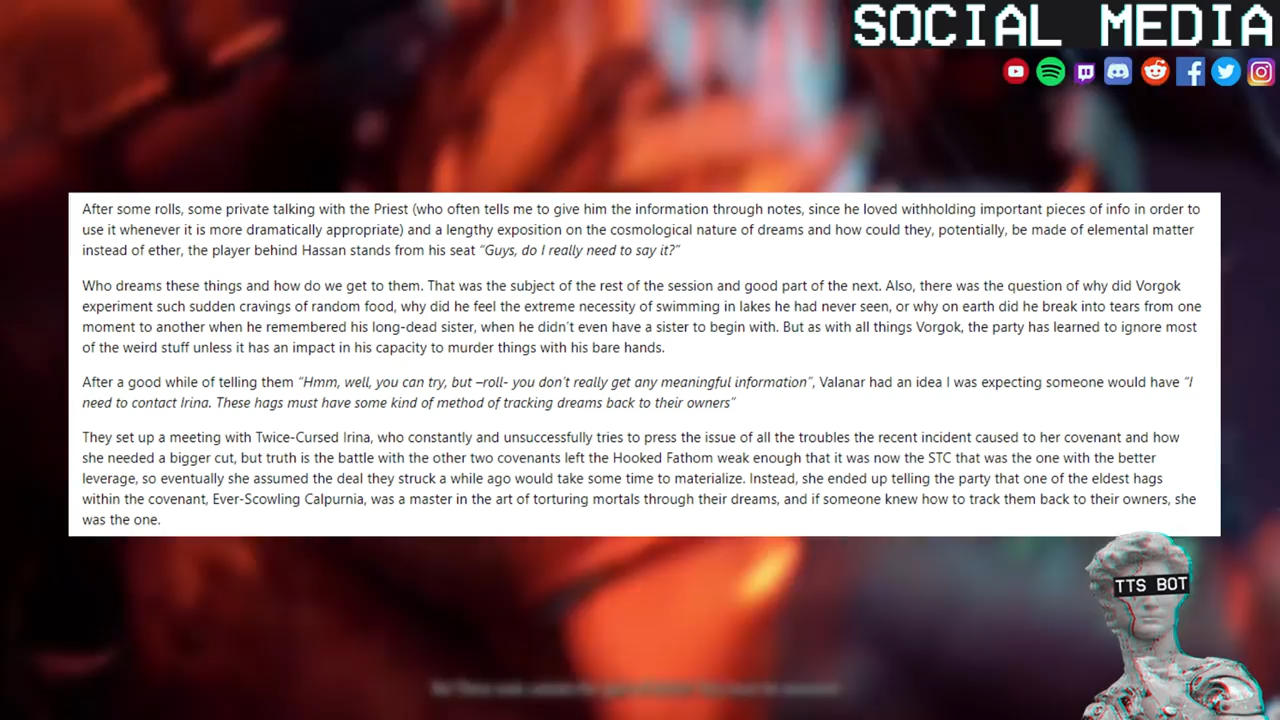 SOCIAL MEDIA
After some rolls, some private talking with the Priest (who often tells me to give him the information through notes, since he loved withholding important pieces of info in order to
use it whenever it is more dramatically appropriate) and a lengthy exposition on the cosmological nature of dreams and how could they, potentially, be made of elemental matter
instead of ether, the player behind Hassan stands from his seat “Guys, do I really need to say it?”
Who dreams these things and how do we get to them. That was the subject of the rest of the session and good part of the next. Also, there was the question of why did Vorgok
experiment such sudden cravings of random food, why did he feel the extreme necessity of swimming in lakes he had never seen, or why on earth did he break into tears from one
moment to another when he remembered his long-dead sister, when he didn´t even have a sister to begin with. But as with all things Vorgok, the party has learned to ignore most
of the weird stuff unless it has an impact in his capacity to murder things with his bare hands.
After a good while of telling them “Hmm, well, you can try, but –roll- you don’t really get any meaningful information”, Valanar had an idea I was expecting someone would have “I
need to contact Irina. These hags must have some kind of method of tracking dreams back to their owners”
They set up a meeting with Twice-Cursed Irina, who constantly and unsuccessfully tries to press the issue of all the troubles the recent incident caused to her covenant and how
she needed a bigger cut, but truth is the battle with the other two covenants left the Hooked Fathom weak enough that it was now the STC that was the one with the better
leverage, so eventually she assumed the deal they struck a while ago would take some time to materialize. Instead, she ended up telling the party that one of the eldest hags
within the covenant, Ever-Scowling Calpurnia, was a master in the art of torturing mortals through their dreams, and if someone knew how to track them back to their owners, she
was the one.
TTS BOT